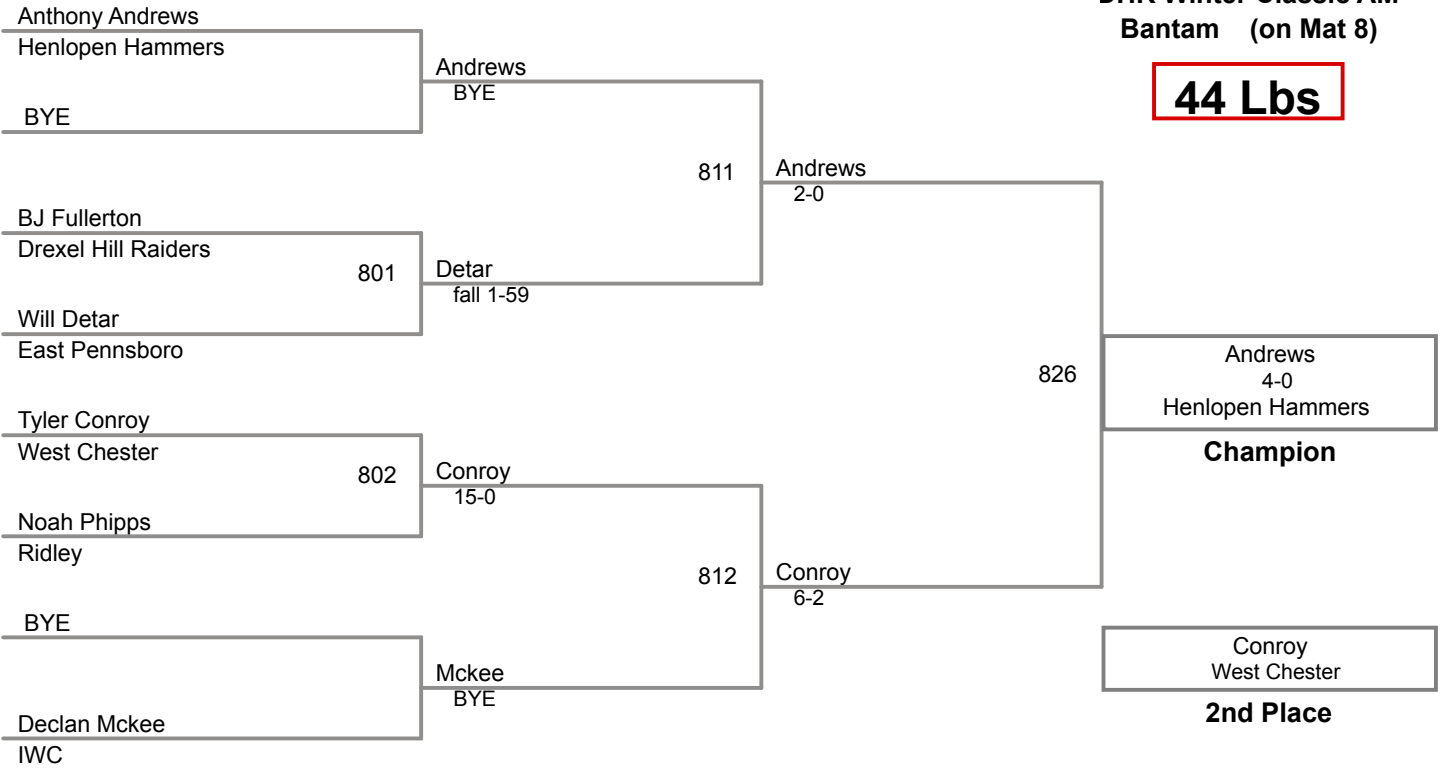 Winter Classic AM
Bantam (on Mat 8)
44 Lbs
Anthony Andrews
Henlopen Hammers
BYE
Andrews
BYE
BJ Fullerton
Drexel Hill Raiders
801
Will Detar
East Pennsboro
Detar
fall 1-59
811
Andrews
2-0
Tyler Conroy
West Chester
802
Noah Phipps
Ridley
Conroy
15-0
BYE
Declan Mckee
IWC
Mckee
BYE
812
Conroy
6-2
826
Andrews
4-0
Henlopen Hammers
Champion
Conroy
West Chester
2nd Place